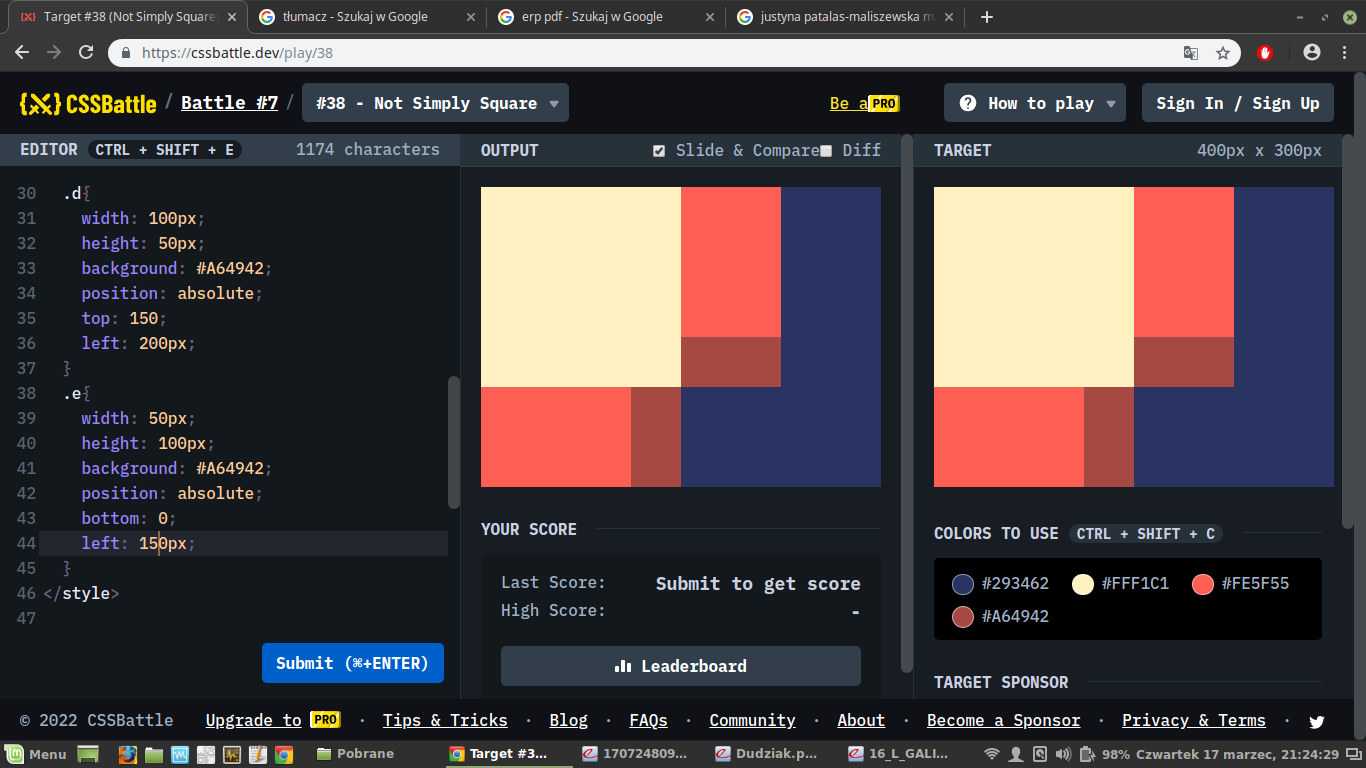 Target #38 (Not Simply Square)
tłumacz - Szukaj w Google
erp pdf - Szukaj w Google
justyna patalas-maliszewska m
https://cssbattle.dev/play/38
CSSBattle / Battle #7 / #38 - Not Simply Square
Be a PRO
How to play
Sign In / Sign Up
EDITOR CTRL + SHIFT + E 1174 characters
30 .d{
31 width: 100px;
32 height: 50px;
33 background: #A64942;
34 position: absolute;
35 top: 150;
36 left: 200px;
37 }
38 .e{
39 width: 50px;
40 height: 100px;
41 background: #A64942;
42 position: absolute;
43 bottom: 0;
44 left: 150px;
45 }
46 </style>
47
Submit (⌘+ENTER)
OUTPUT Slide & Compare Diff
YOUR SCORE
Last Score: Submit to get score
High Score: -
Leaderboard
TARGET 400px x 300px
COLORS TO USE CTRL + SHIFT + C
#293462 #FFF1C1 #FE5F55
#A64942
TARGET SPONSOR
© 2022 CSSBattle Upgrade to PRO · Tips & Tricks · Blog · FAQs · Community · About · Become a Sponsor · Privacy & Terms ·
Menu Pobrane Target #3... 170724809... Dudziak.p... 16_L_GALI... 98% Czwartek 17 marzec, 21:24:29